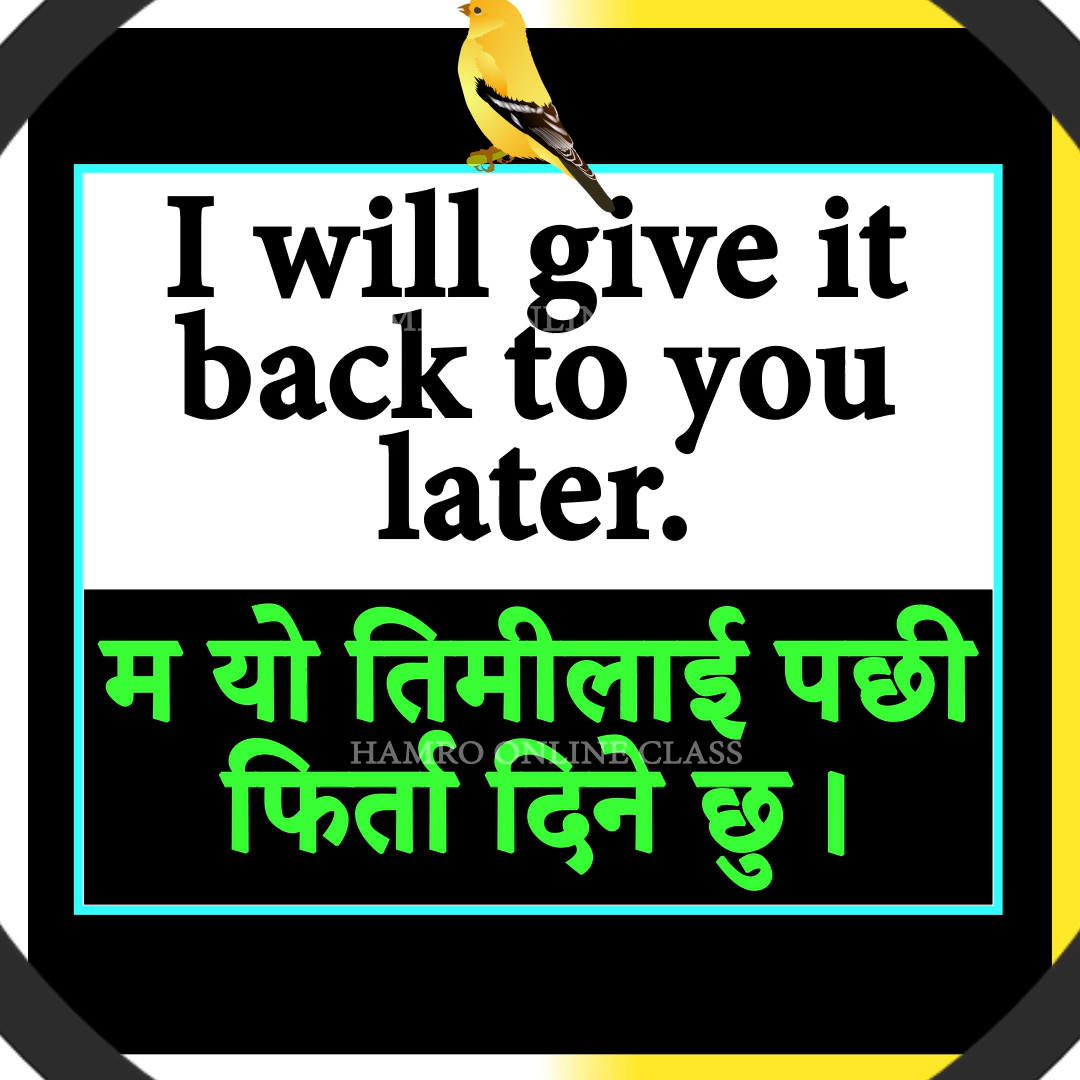 I will give it
back to you
later.
म यो तिमीलाई पछी
HAMRO ONLINE CLASS
फिर्ता दिने छु ।